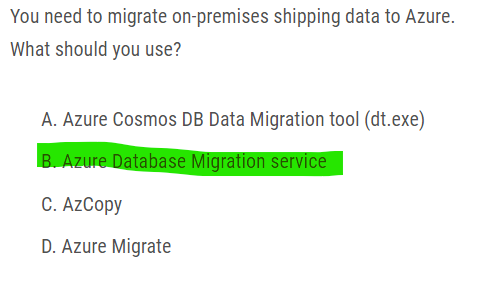 You need to migrate on-premises shipping data to Azure.
What should you use?
A. Azure Cosmos DB Data Migration tool (dt.exe)
B. Azure Database Migration service
C. AzCopy
D. Azure Migrate